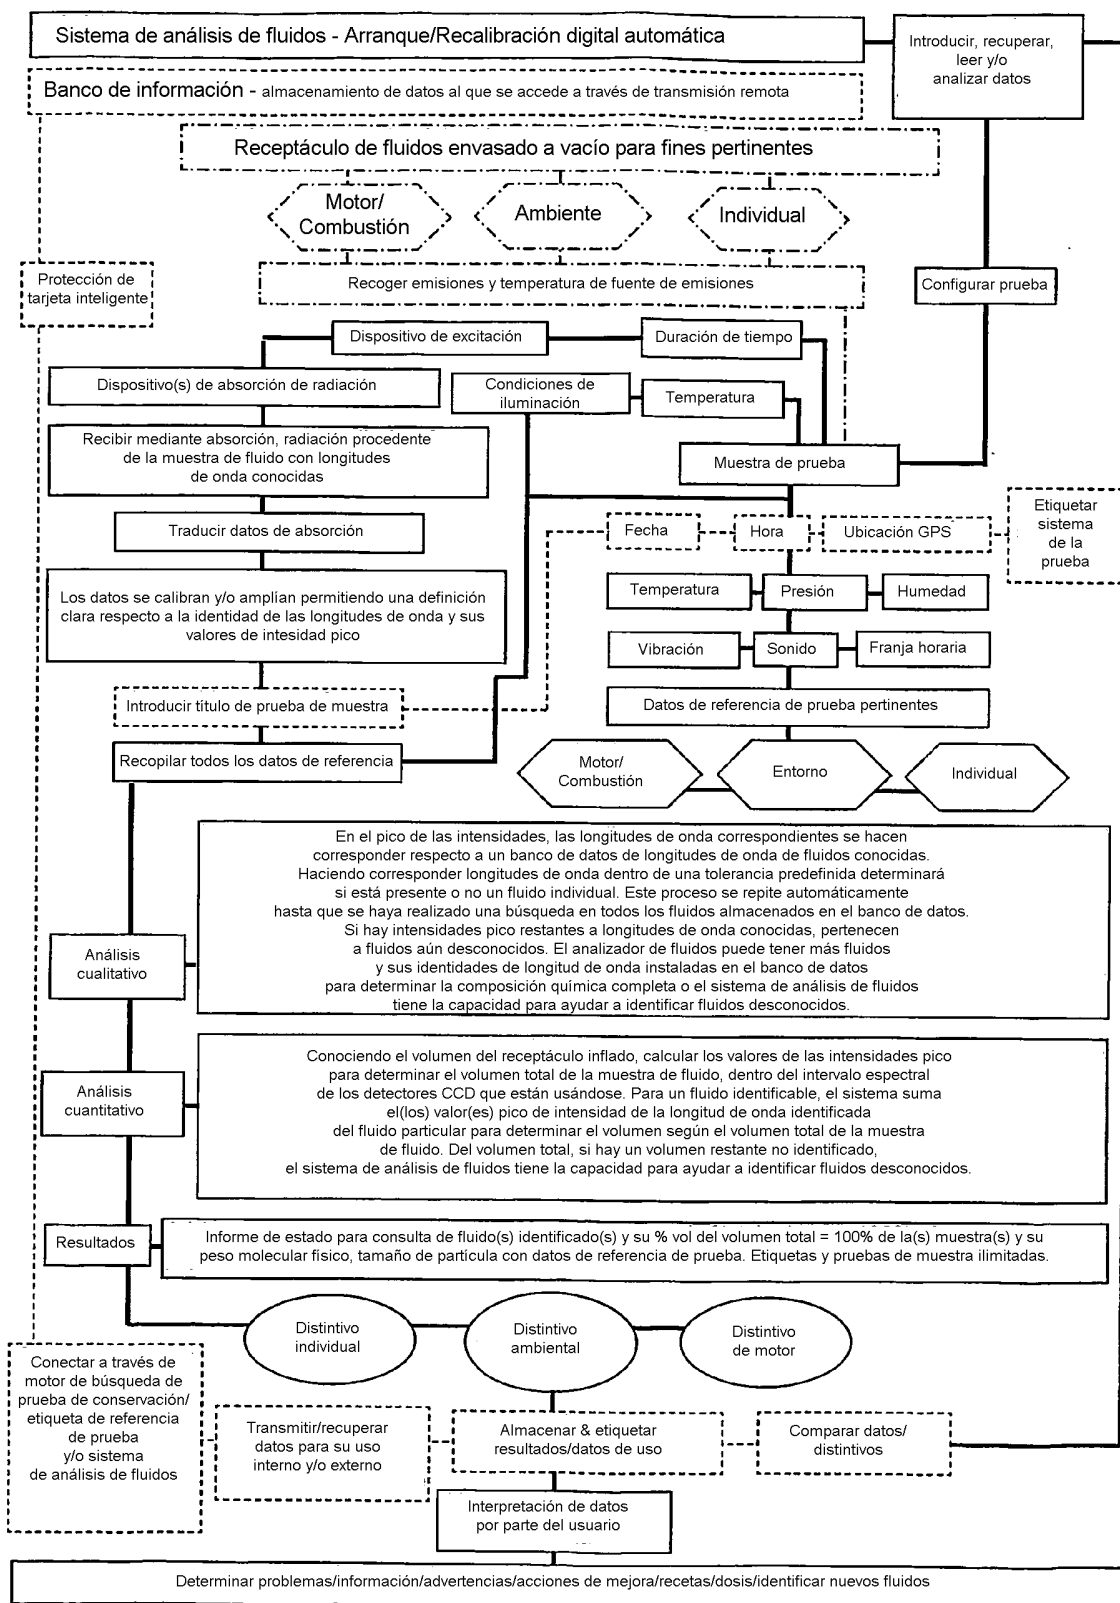 Sistema de análisis de fluidos - Arranque/Recalibración digital automática
Introducir, recuperar,
leer y/o
analizar datos
Banco de información - almacenamiento de datos al que se accede a través de transmisión remota
Receptáculo de fluidos envasado a vacío para fines pertinentes
Motor/
Combustión
Ambiente
Individual
Protección de
tarjeta inteligente
Recoger emisiones y temperatura de fuente de emisiones
Configurar prueba
Dispositivo de excitación
Duración de tiempo
Dispositivo(s) de absorción de radiación
Condiciones de
iluminación
Temperatura
Recibir mediante absorción, radiación procedente
de la muestra de fluido con longitudes
de onda conocidas
Muestra de prueba
Traducir datos de absorción
Fecha
Hora
Ubicación GPS
Etiquetar
sistema
de la
prueba
Los datos se calibran y/o amplían permitiendo una definición
clara respecto a la identidad de las longitudes de onda y sus
valores de intesidad pico
Temperatura
Presión
Humedad
Vibración
Sonido
Franja horaria
Introducir título de prueba de muestra
Datos de referencia de prueba pertinentes
Recopilar todos los datos de referencia
Motor/
Combustión
Entorno
Individual
En el pico de las intensidades, las longitudes de onda correspondientes se hacen
corresponder respecto a un banco de datos de longitudes de onda de fluidos conocidas.
Haciendo corresponder longitudes de onda dentro de una tolerancia predefinida determinará
si está presente o no un fluido individual. Este proceso se repite automáticamente
hasta que se haya realizado una búsqueda en todos los fluidos almacenados en el banco de datos.
Si hay intensidades pico restantes a longitudes de onda conocidas, pertenecen
a fluidos aún desconocidos. El analizador de fluidos puede tener más fluidos
y sus identidades de longitud de onda instaladas en el banco de datos
para determinar la composición química completa o el sistema de análisis de fluidos
tiene la capacidad para ayudar a identificar fluidos desconocidos.
Análisis
cualitativo
Conociendo el volumen del receptáculo inflado, calcular los valores de las intensidades pico
para determinar el volumen total de la muestra de fluido, dentro del intervalo espectral
de los detectores CCD que están usándose. Para un fluido identificable, el sistema suma
el(los) valor(es) pico de intensidad de la longitud de onda identificada
del fluido particular para determinar el volumen según el volumen total de la muestra
de fluido. Del volumen total, si hay un volumen restante no identificado,
el sistema de análisis de fluidos tiene la capacidad para ayudar a identificar fluidos desconocidos.
Análisis
cuantitativo
Resultados
Informe de estado para consulta de fluido(s) identificado(s) y su % vol del volumen total = 100% de la(s) muestra(s) y su
peso molecular físico, tamaño de partícula con datos de referencia de prueba. Etiquetas y pruebas de muestra ilimitadas.
Distintivo
individual
Distintivo
ambiental
Distintivo
de motor
Conectar a través de
motor de búsqueda de
prueba de conservación/
etiqueta de referencia
de prueba
y/o sistema
de análisis de fluidos
Transmitir/recuperar
datos para su uso
interno y/o externo
Almacenar & etiquetar
resultados/datos de uso
Comparar datos/
distintivos
Interpretación de datos
por parte del usuario
Determinar problemas/información/advertencias/acciones de mejora/recetas/dosis/identificar nuevos fluidos